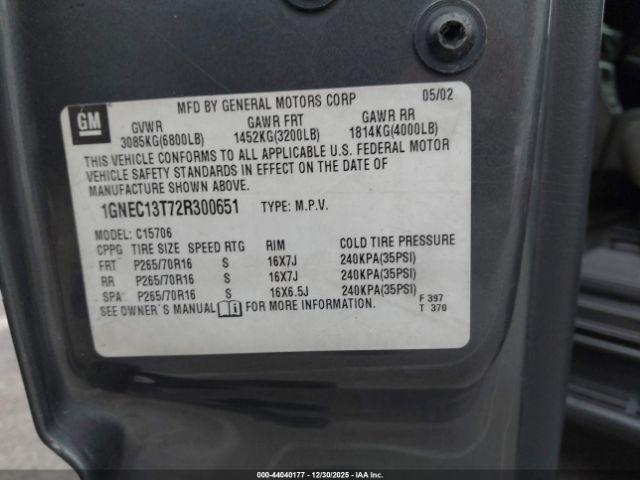 GM
MFD BY GENERAL MOTORS CORP 05/02
GVWR GAWR FRT GAWR RR
3085KG(6800LB) 1452KG(3200LB) 1814KG(4000LB)
THIS VEHICLE CONFORMS TO ALL APPLICABLE U.S. FEDERAL MOTOR
VEHICLE SAFETY STANDARDS IN EFFECT ON THE DATE OF
MANUFACTURE SHOWN ABOVE.
1GNEC13T72R300651 TYPE: M.P.V.
MODEL: C15706
CPPG TIRE SIZE SPEED RTG RIM COLD TIRE PRESSURE
FRT P265/70R16 S 16X7J 240KPA(35PSI)
RR P265/70R16 S 16X7J 240KPA(35PSI)
SPA P265/70R16 S 16X6.5J 240KPA(35PSI)
SEE OWNER'S MANUAL FOR MORE INFORMATION.
F 397
T 370
000-44040177 - 12/30/2025 - IAAI.COM